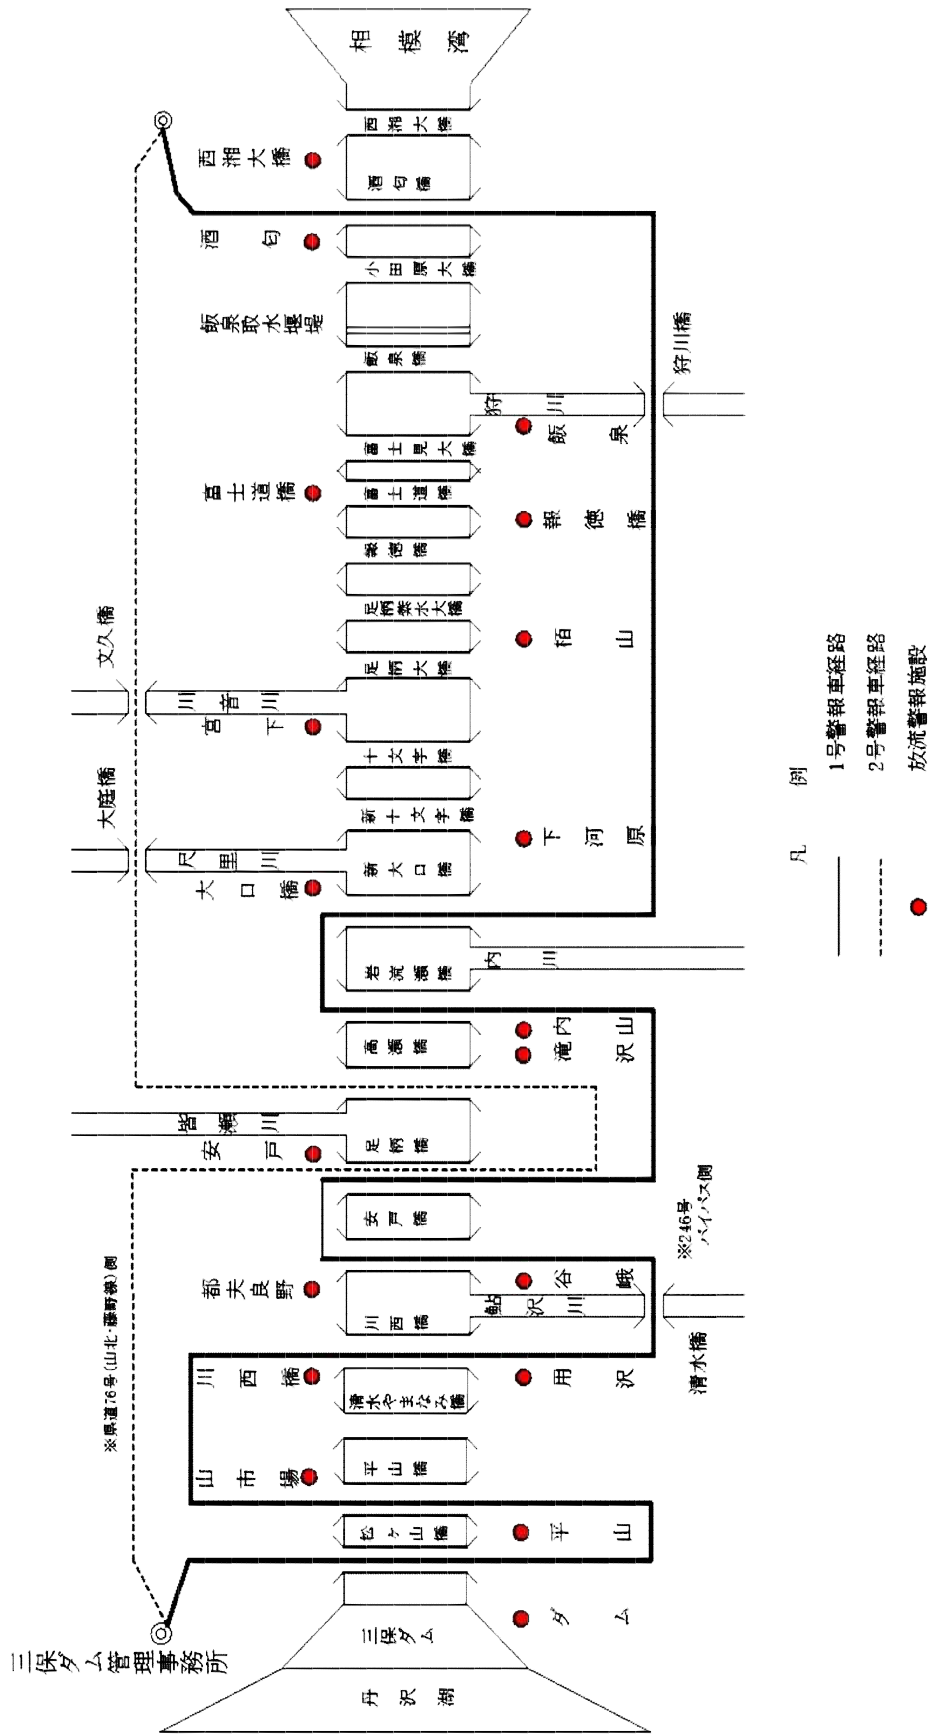 相模湾
西湘大橋
西湘大橋
酒匂橋
酒匂
小田原大橋
飯泉取水堰堤
飯泉橋
狩川橋
狩川
飯泉
富士見大橋
富士道橋
富士道橋
報徳橋
報徳橋
足柄紫水大橋
栢山
文久橋
足柄大橋
川音川
宮下
十文字橋
大庭橋
新十文字橋
下河原
尺里川
新大口橋
大口橋
岩流瀬橋
内川
高瀬橋
内山
滝沢
皆瀬川
足柄橋
安戸
安戸橋
※246号
バイパス側
※県道76号(山北・藤野線)側
都夫良野
谷峨
鮎沢川
川西橋
清水橋
川西橋
用沢
清水やまなみ橋
山市場
平山橋
松ヶ山橋
平山
三保ダム管理事務所
三保ダム
ダム
丹沢湖
凡例
1号警報車経路
2号警報車経路
放流警報施設